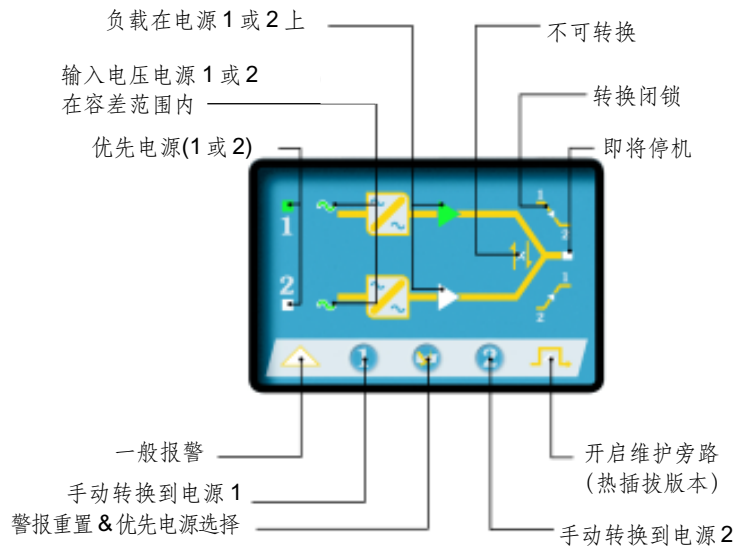 负载在电源 1 或 2 上
不可转换
输入电压电源 1 或 2
在容差范围内
转换闭锁
优先电源(1 或 2)
即将停机
1
2
1
2
1
2
1
2
一般报警
开启维护旁路
（热插拔版本）
手动转换到电源 1
警报重置 & 优先电源选择
手动转换到电源 2